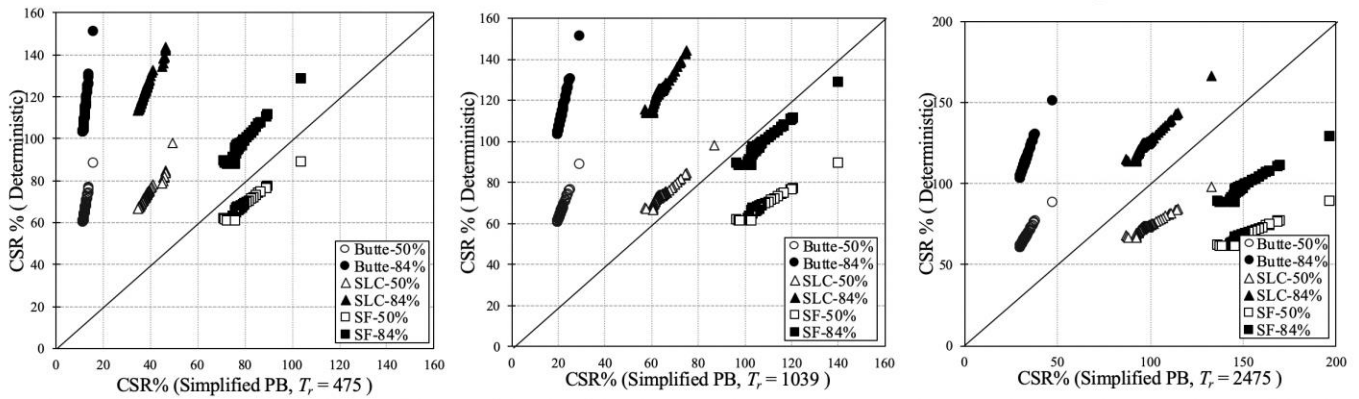 160
140
120
100
80
60
40
20
0
CSR % ( Deterministic)
Butte-50%
Butte-84%
SLC-50%
SLC-84%
SF-50%
SF-84%
0 20 40 60 80 100 120 140 160
CSR% (Simplified PB, Tr = 475 )
160
140
120
100
80
60
40
20
0
CSR % ( Deterministic)
Butte-50%
Butte-84%
SLC-50%
SLC-84%
SF-50%
SF-84%
0 20 40 60 80 100 120 140 160
CSR% (Simplified PB, Tr = 1039 )
200
150
100
50
0
CSR % ( Deterministic)
Butte-50%
Butte-84%
SLC-50%
SLC-84%
SF-50%
SF-84%
0 50 100 150 200
CSR% (Simplified PB, Tr = 2475 )